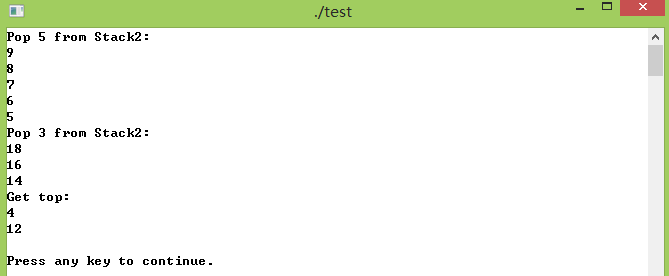 ./test
Pop 5 from Stack2:
9
8
7
6
5
Pop 3 from Stack2:
18
16
14
Get top:
4
12
Press any key to continue.